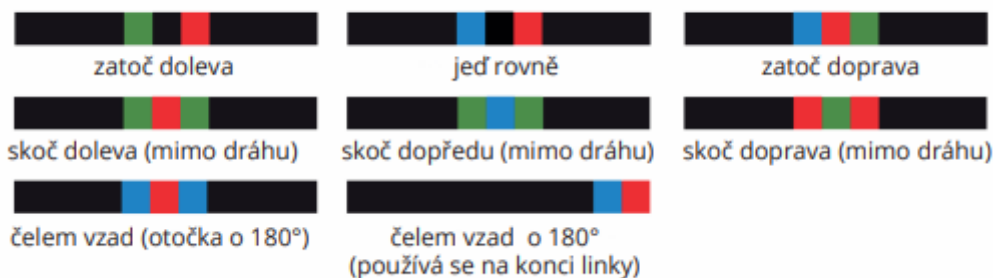 zatoč doleva
jeď rovně
zatoč doprava
skoč doleva (mimo dráhu)
skoč dopředu (mimo dráhu)
skoč doprava (mimo dráhu)
čelem vzad (otočka o 180°)
čelem vzad o 180°
(používá se na konci linky)